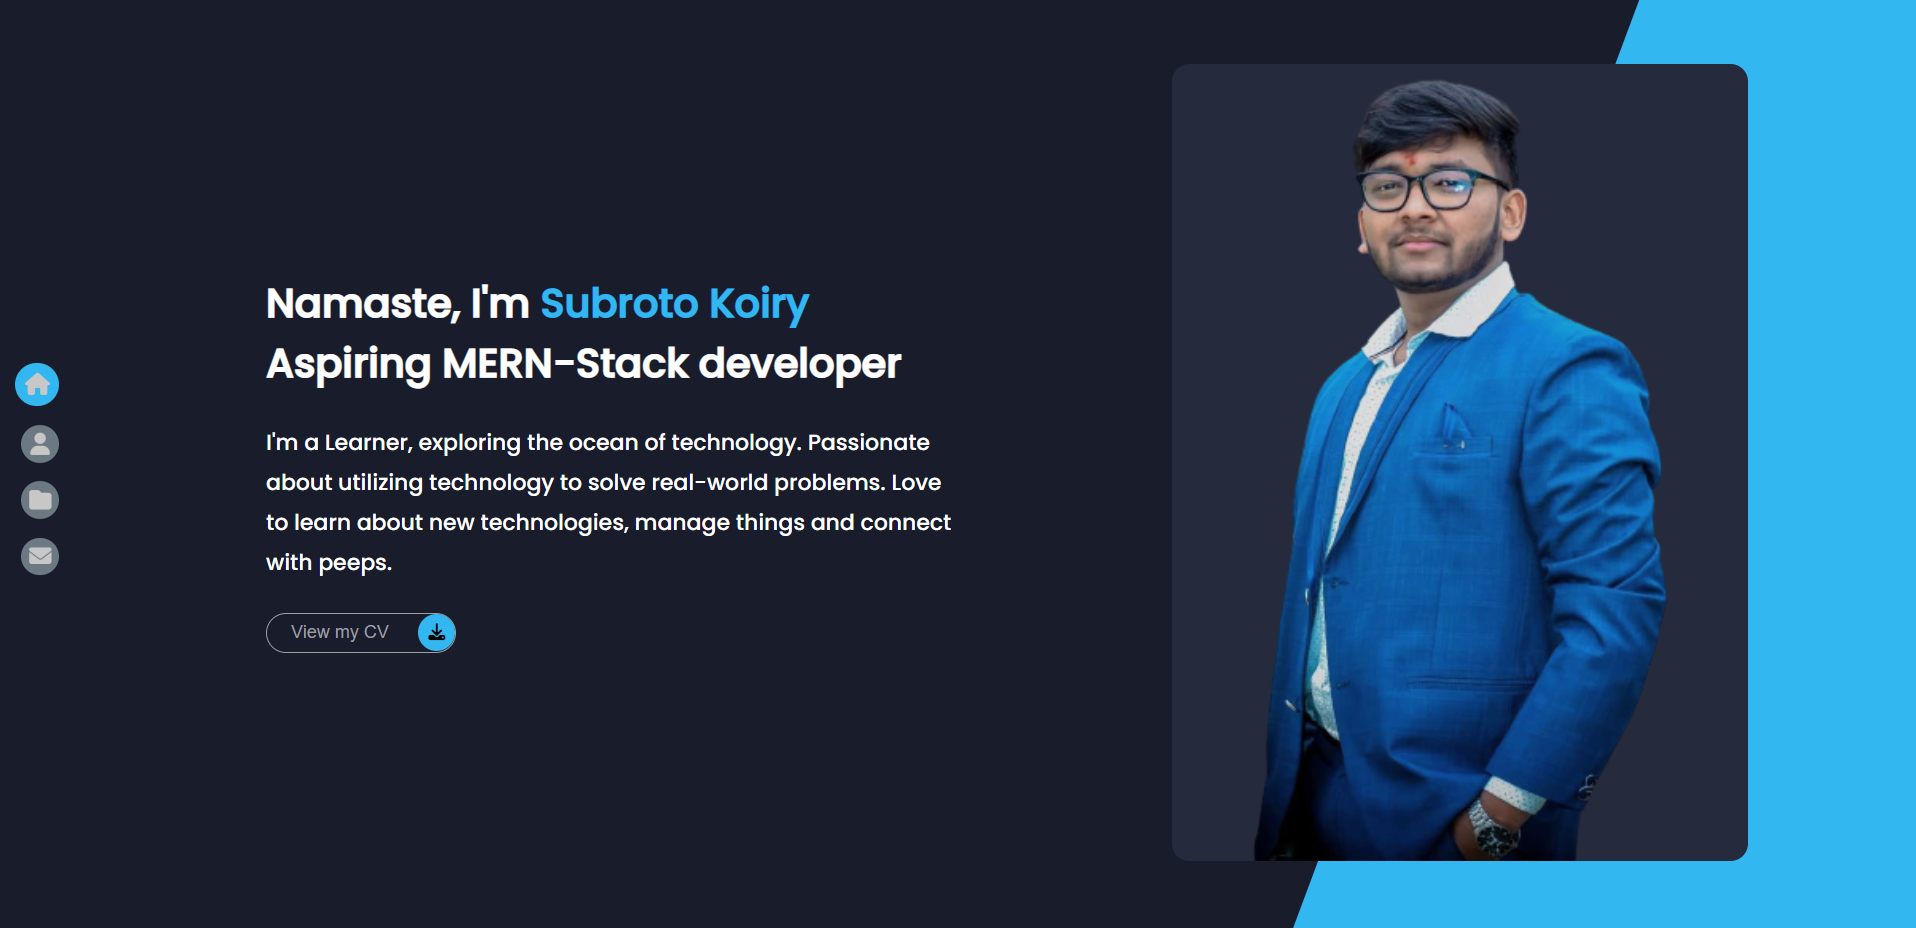 Namaste, I'm Subroto Koiry
Aspiring MERN-Stack developer
I'm a Learner, exploring the ocean of technology. Passionate
about utilizing technology to solve real-world problems. Love
to learn about new technologies, manage things and connect
with peeps.
View my CV